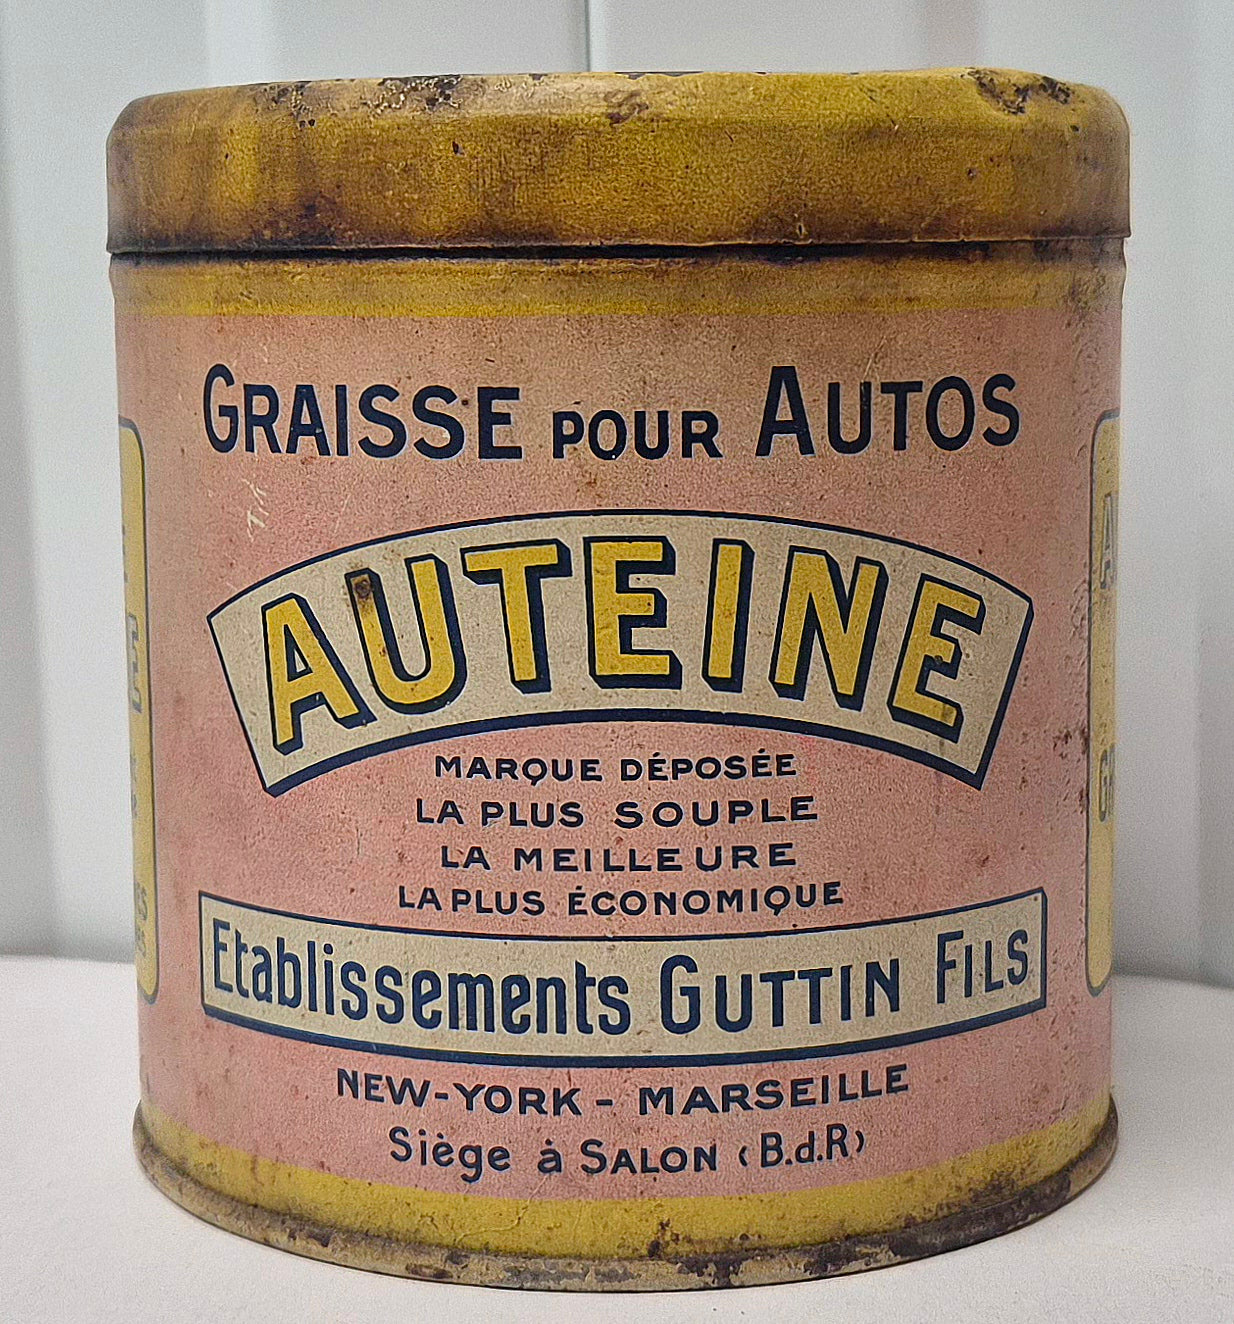 GRAISSE POUR AUTOS
AUTEINE
MARQUE DÉPOSÉE
LA PLUS SOUPLE
LA MEILLEURE
LA PLUS ÉCONOMIQUE
Etablissements GUTTIN FILS
NEW-YORK - MARSEILLE
Siège à SALON (B.d.R)